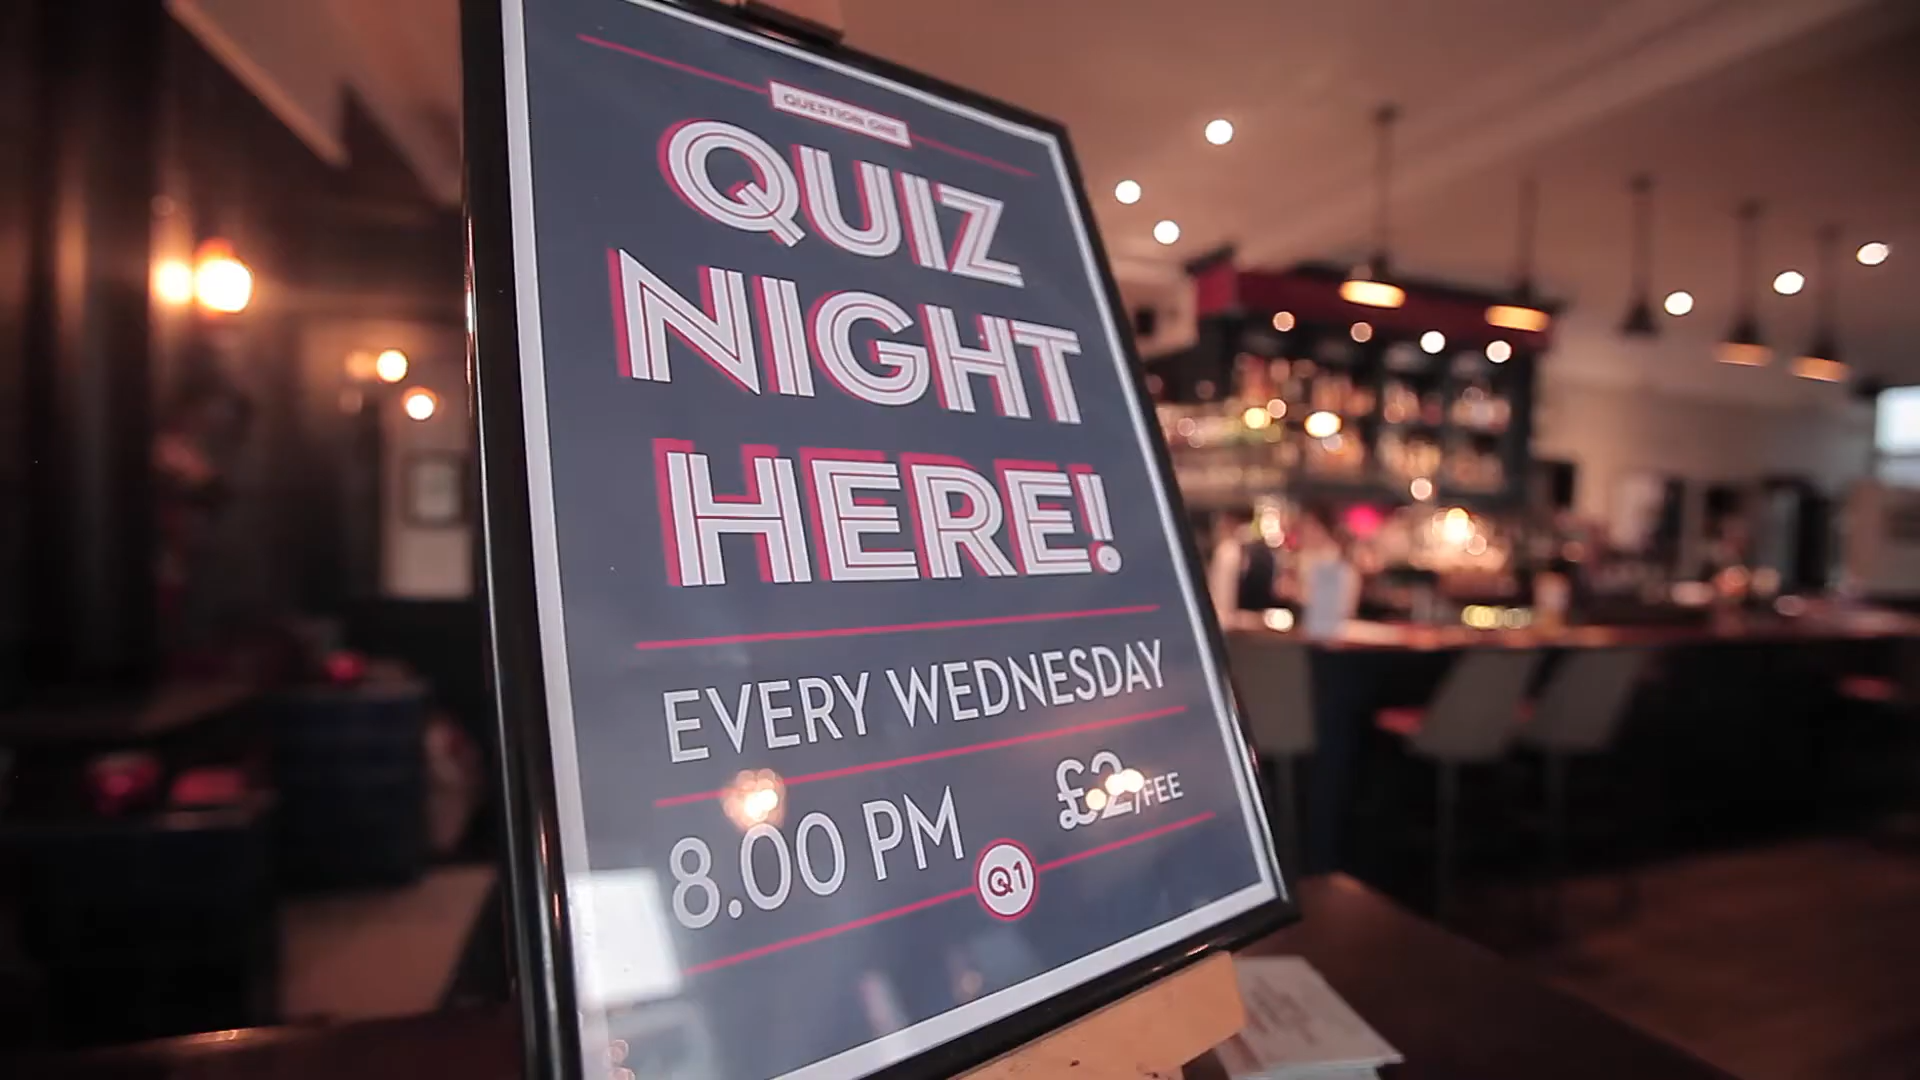 QUESTION ONE
QUIZ
NIGHT
HERE!
EVERY WEDNESDAY
8.00 PM
£2/FEE
Q1